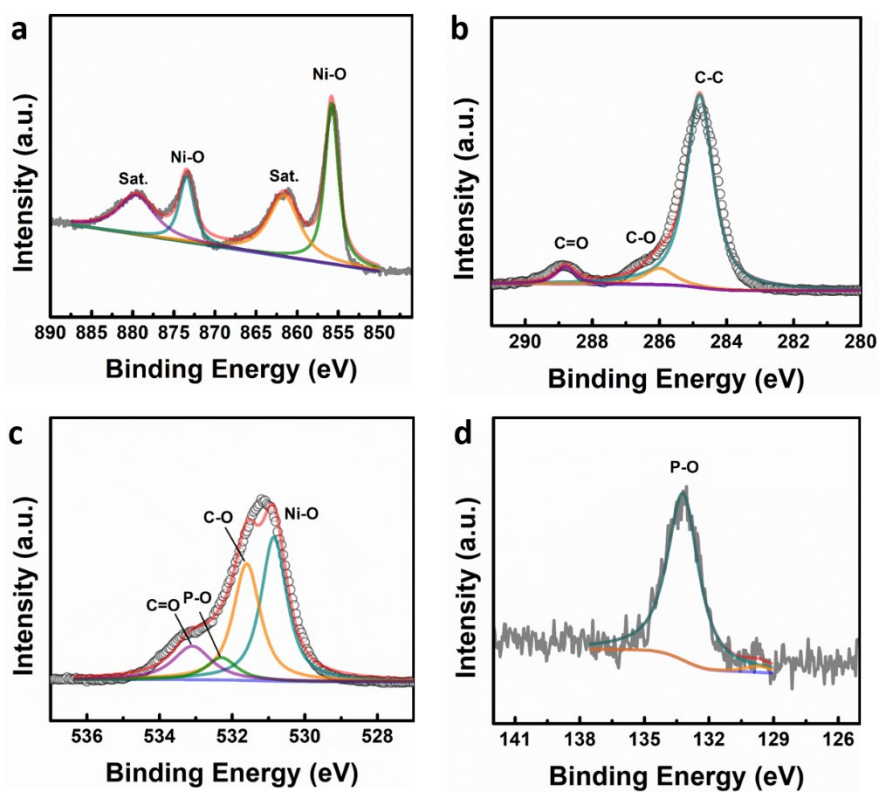 a
Ni-O
Ni-O
Sat.
Sat.
Intensity (a.u.)
890 885 880 875 870 865 860 855 850
Binding Energy (eV)
b
C-C
C-O
C=O
Intensity (a.u.)
290 288 286 284 282 280
Binding Energy (eV)
c
C-O
Ni-O
C=O
P-O
Intensity (a.u.)
536 534 532 530 528
Binding Energy (eV)
d
P-O
Intensity (a.u.)
141 138 135 132 129 126
Binding Energy (eV)